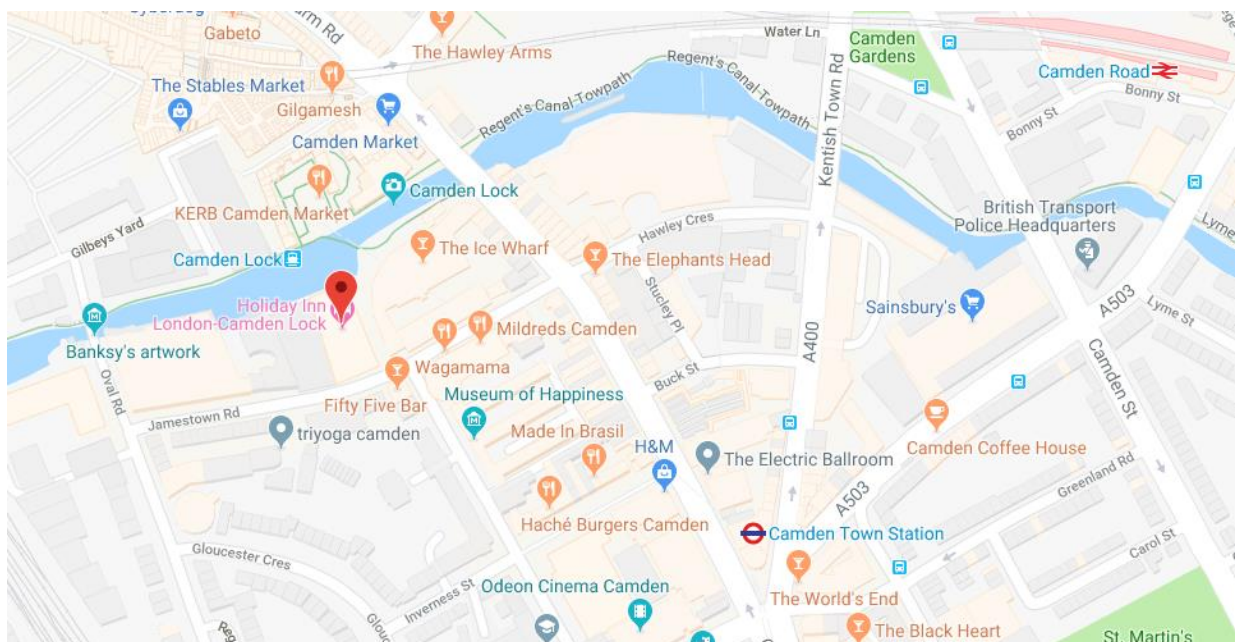 Cyberdog
Gabeto
arm Rd
The Hawley Arms
Water Ln
Camden
Gardens
Regent's Canal-Towpath
Camden Road
Bonny St
The Stables Market
Gilgamesh
Camden Market
Regent's Canal-Towpath
Kentish Town Rd
Bonny St
Camden Lock
KERB Camden Market
British Transport
Police Headquarters
Lyme
Gilbeys Yard
Hawley Cres
The Ice Wharf
Camden Lock
The Elephants Head
Holiday Inn
London-Camden Lock
Stucley Pl
Sainsbury's
A503
Lyme St
Banksy's artwork
Mildreds Camden
A400
Wagamama
Oval Rd
Buck St
Camden St
Fifty Five Bar
Museum of Happiness
Jamestown Rd
triyoga camden
Made In Brasil
H&M
Camden Coffee House
The Electric Ballroom
Greenland Rd
A503
Haché Burgers Camden
Camden Town Station
Carol St
Gloucester Cres
Inverness St
Odeon Cinema Camden
The World's End
The Black Heart
St. Martin's